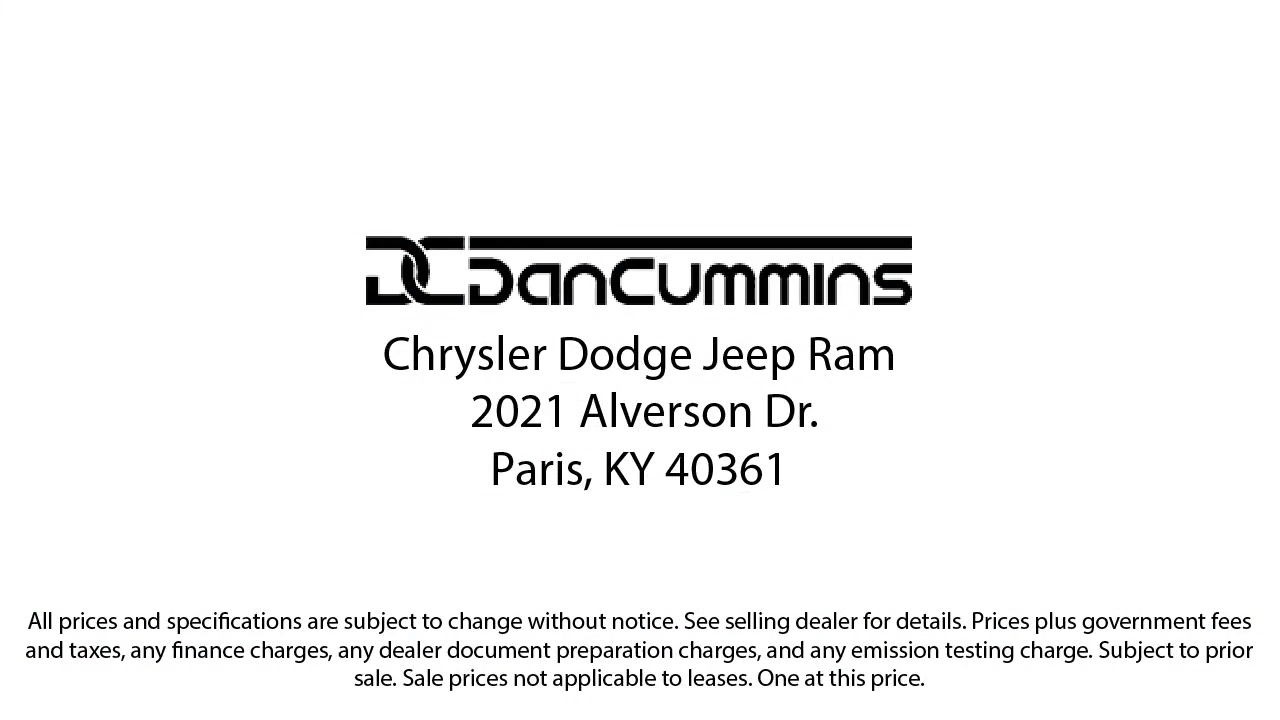 DC DanCummins
Chrysler Dodge Jeep Ram
2021 Alverson Dr.
Paris, KY 40361
All prices and specifications are subject to change without notice. See selling dealer for details. Prices plus government fees
and taxes, any finance charges, any dealer document preparation charges, and any emission testing charge. Subject to prior
sale. Sale prices not applicable to leases. One at this price.